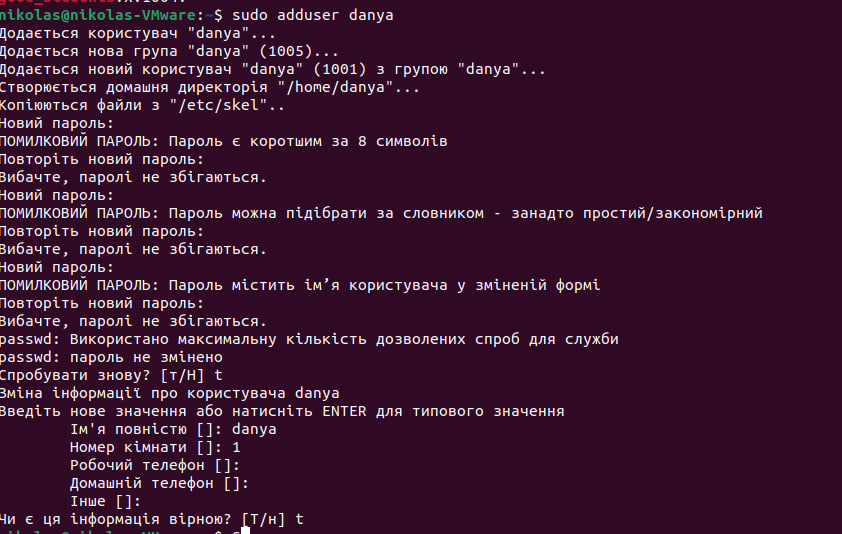 nikolas@nikolas-VMware:~$ sudo adduser danya
Додається користувач "danya"...
Додається нова група "danya" (1005)...
Додається новий користувач "danya" (1001) з групою "danya"...
Створюється домашня директорія "/home/danya"...
Копіюються файли з "/etc/skel"..
Новий пароль:
ПОМИЛКОВИЙ ПАРОЛЬ: Пароль є коротшим за 8 символів
Повторіть новий пароль:
Вибачте, паролі не збігаються.
Новий пароль:
ПОМИЛКОВИЙ ПАРОЛЬ: Пароль можна підібрати за словником - занадто простий/закономірний
Повторіть новий пароль:
Вибачте, паролі не збігаються.
Новий пароль:
ПОМИЛКОВИЙ ПАРОЛЬ: Пароль містить ім’я користувача у зміненій формі
Повторіть новий пароль:
Вибачте, паролі не збігаються.
passwd: Використано максимальну кількість дозволених спроб для служби
passwd: пароль не змінено
Спробувати знову? [т/Н] t
Зміна інформації про користувача danya
Введіть нове значення або натисніть ENTER для типового значення
Ім'я повністю []: danya
Номер кімнати []: 1
Робочий телефон []:
Домашній телефон []:
Інше []:
Чи є ця інформація вірною? [Т/н] t